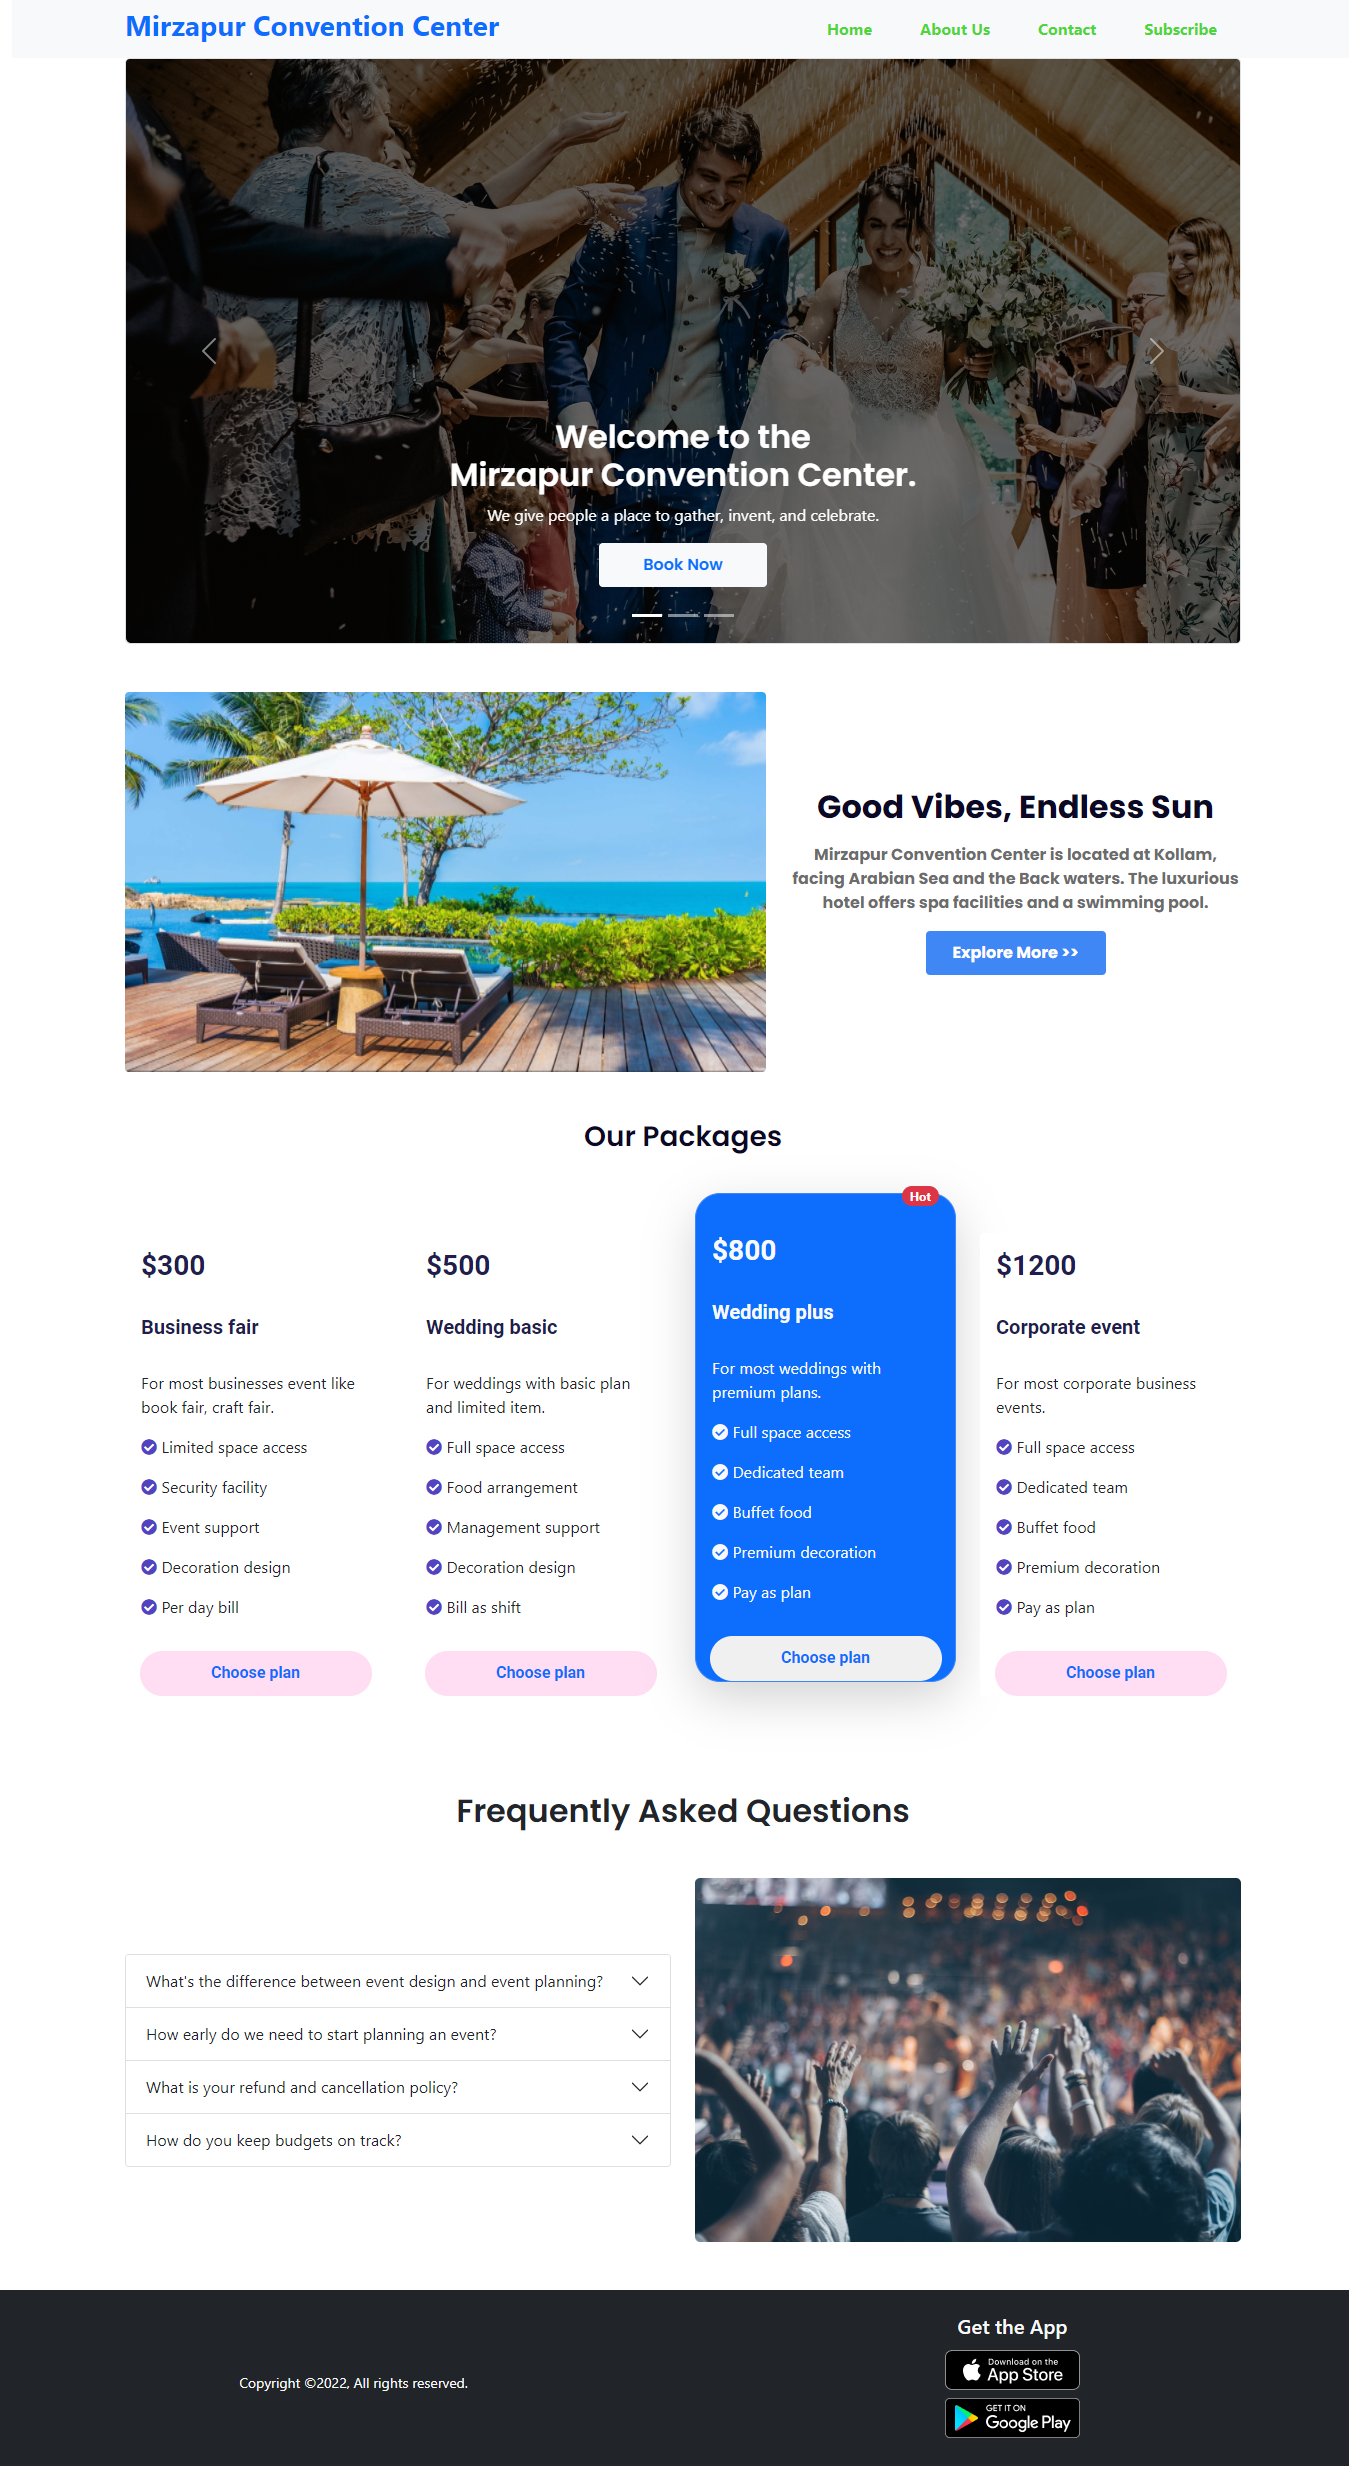 Mirzapur Convention Center
Home About Us Contact Subscribe
Welcome to the
Mirzapur Convention Center.
We give people a place to gather, invent, and celebrate.
Book Now
Good Vibes, Endless Sun
Mirzapur Convention Center is located at Kollam,
facing Arabian Sea and the Back waters. The luxurious
hotel offers spa facilities and a swimming pool.
Explore More >>
Our Packages
$300
Business fair
For most businesses event like
book fair, craft fair.
Limited space access
Security facility
Event support
Decoration design
Per day bill
Choose plan
$500
Wedding basic
For weddings with basic plan
and limited item.
Full space access
Food arrangement
Management support
Decoration design
Bill as shift
Choose plan
Hot
$800
Wedding plus
For most weddings with
premium plans.
Full space access
Dedicated team
Buffet food
Premium decoration
Pay as plan
Choose plan
$1200
Corporate event
For most corporate business
events.
Full space access
Dedicated team
Buffet food
Premium decoration
Pay as plan
Choose plan
Frequently Asked Questions
What's the difference between event design and event planning?
How early do we need to start planning an event?
What is your refund and cancellation policy?
How do you keep budgets on track?
Copyright ©2022, All rights reserved.
Get the App
Download on the
App Store
GET IT ON
Google Play